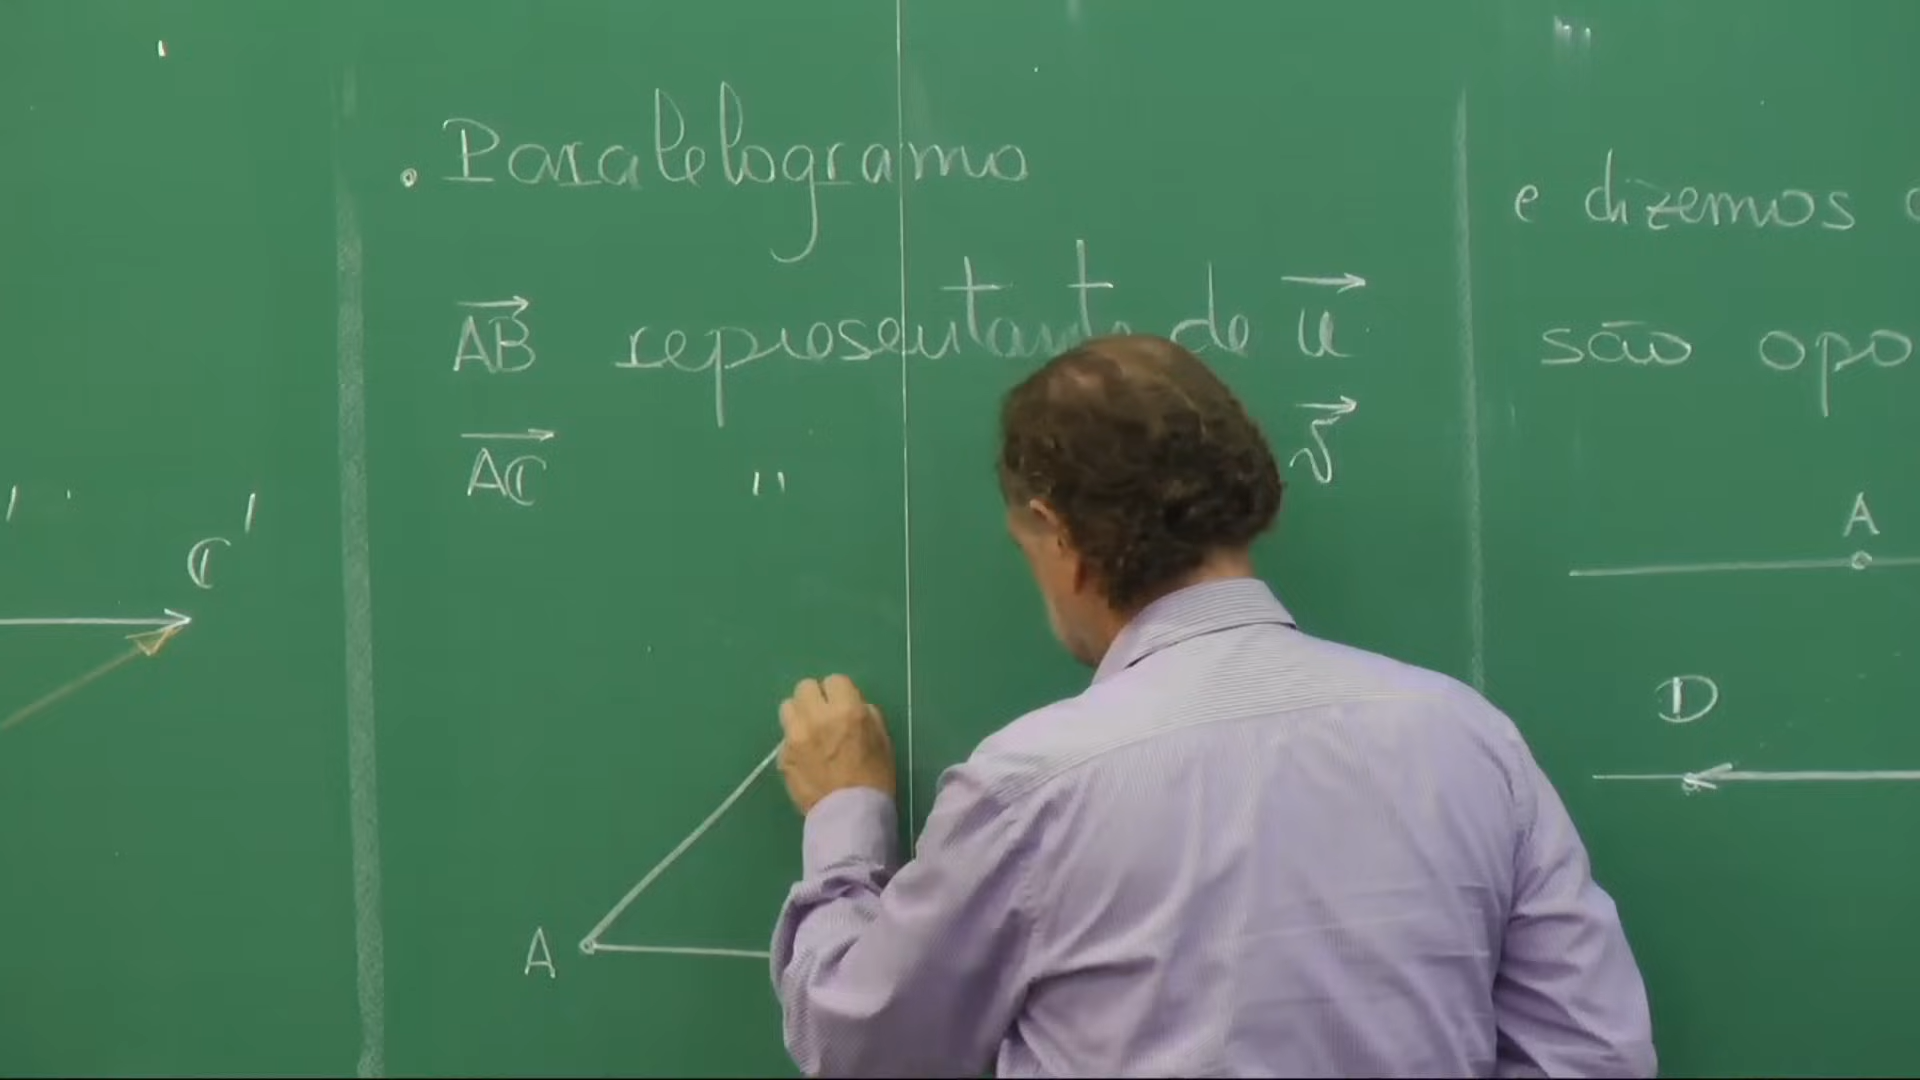 C'
. Paralelogramo
AB representante de u
AC " v
A
e dizemos
são opo
A
D